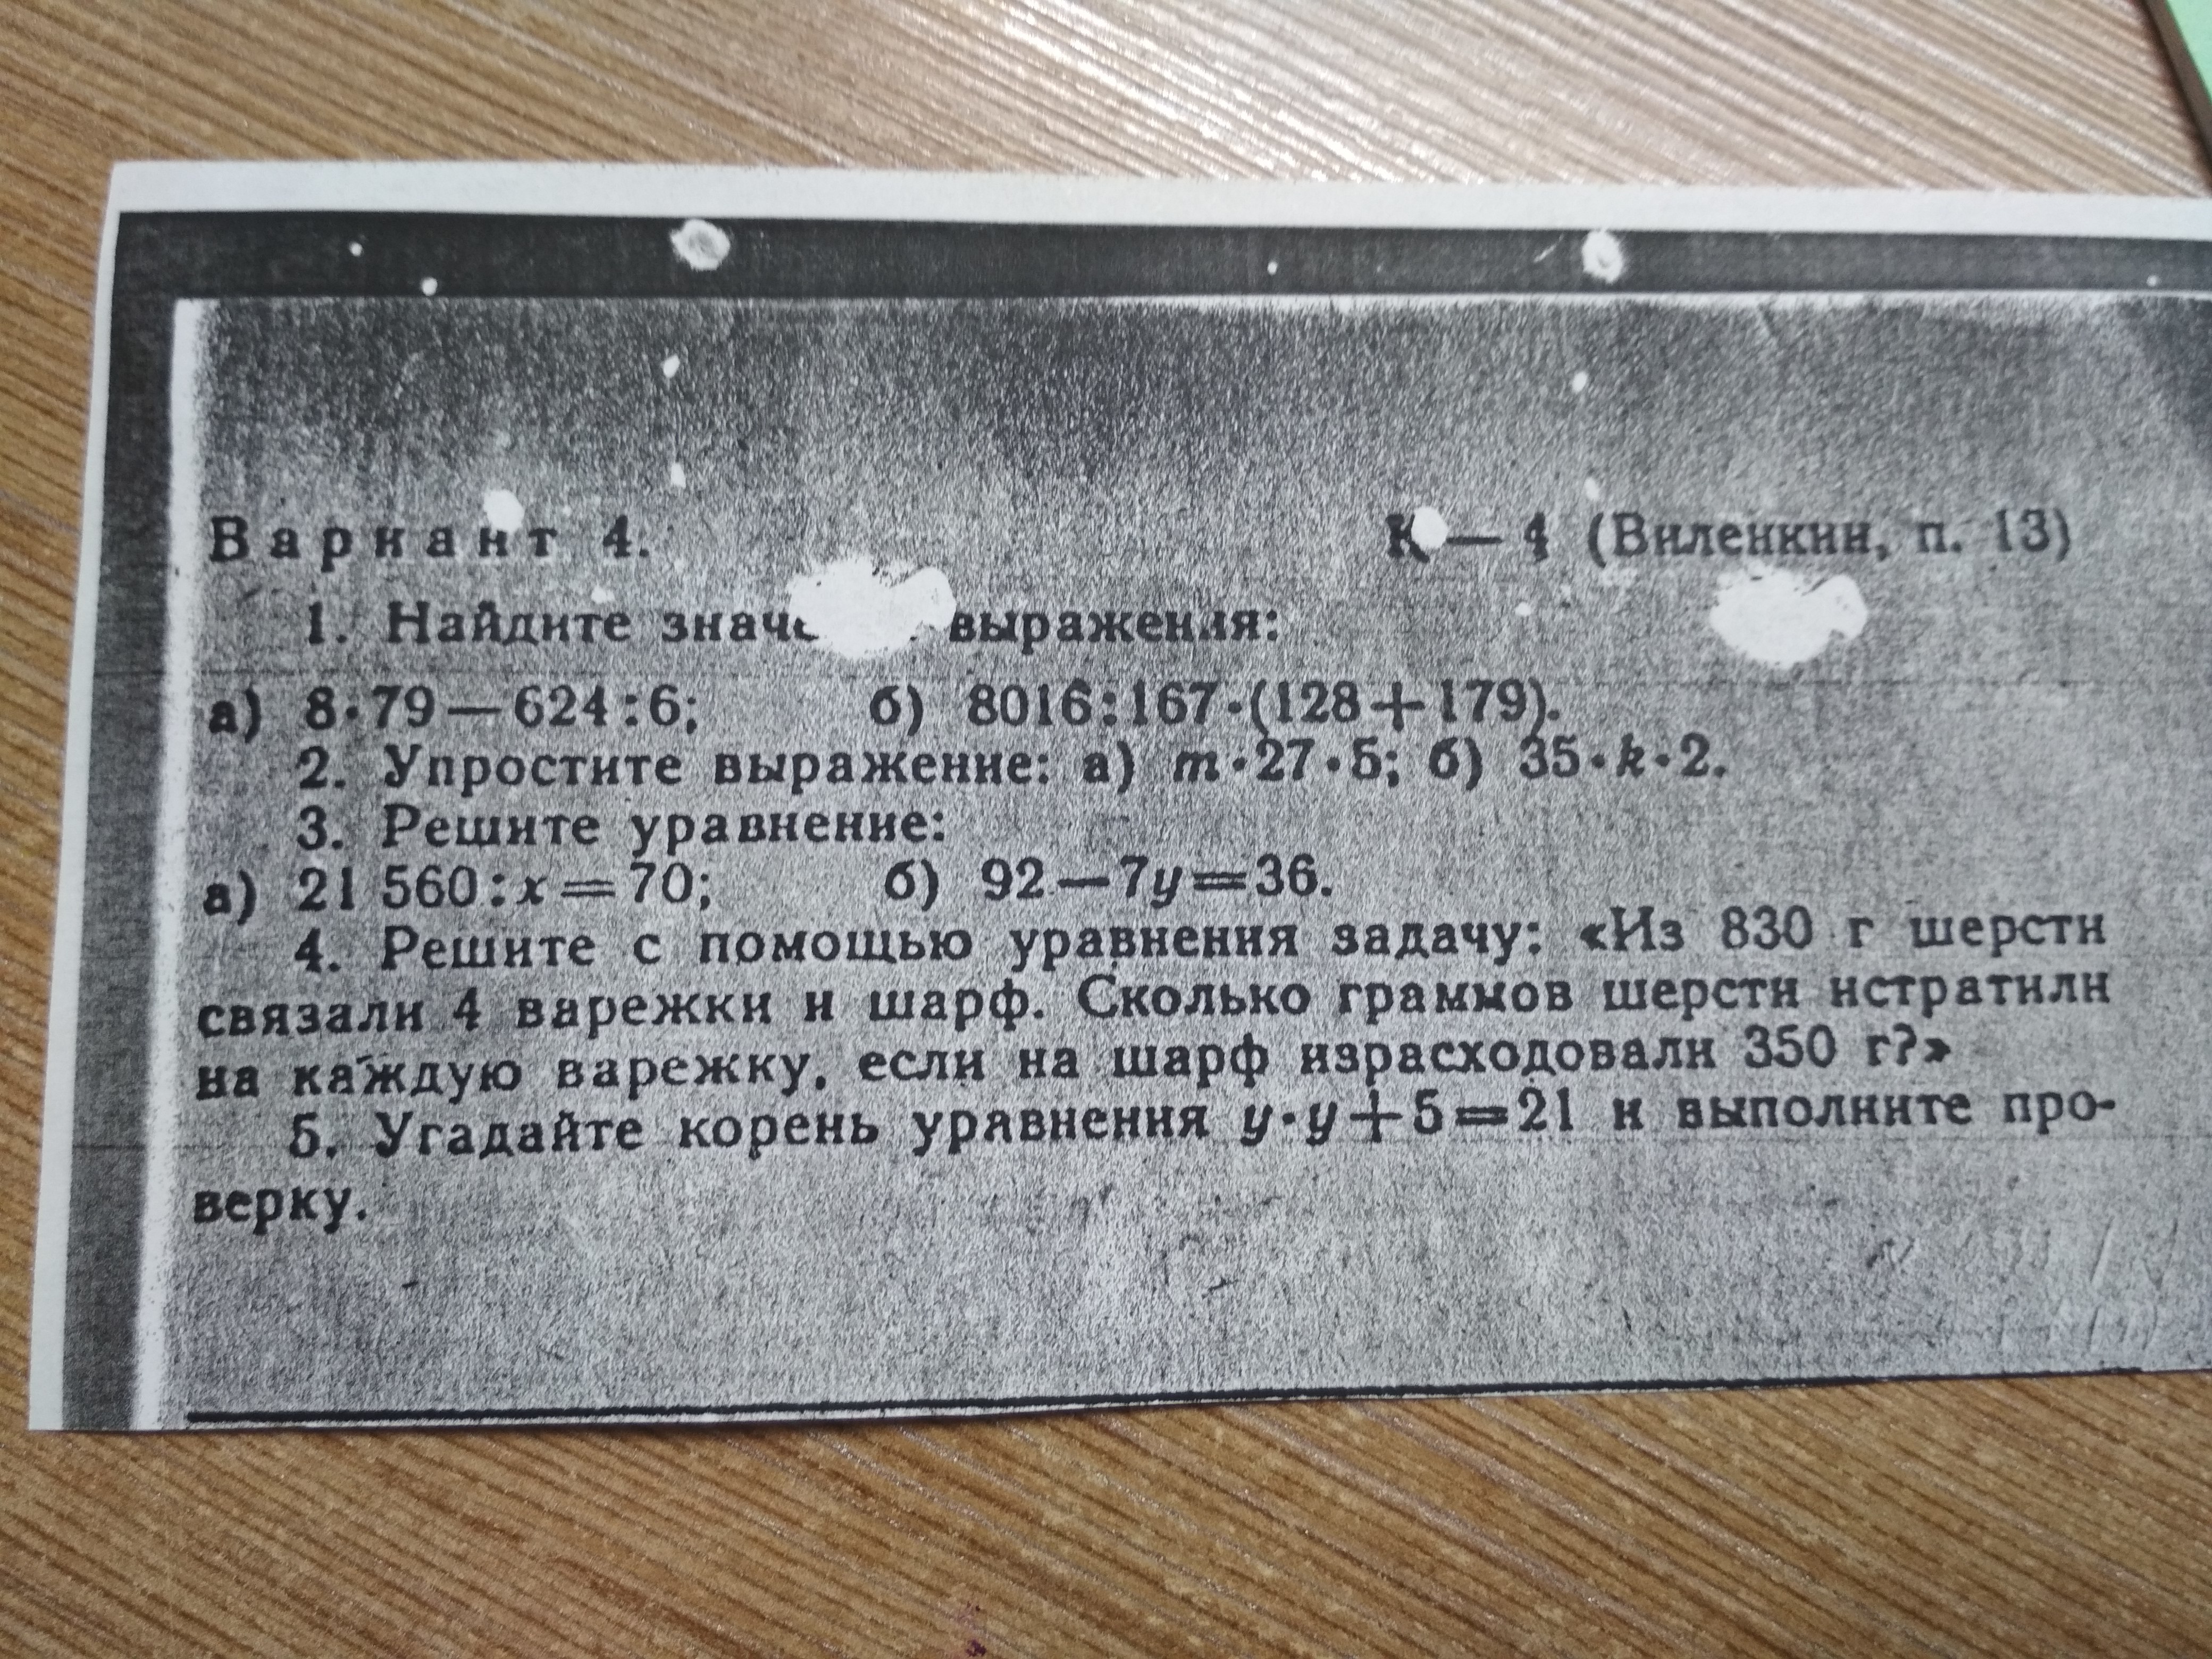 Вариант 4.
К — 4 (Виленкин, п. 13)
1. Найдите выражения:
а) 8·79—624:6; б) 8016:167·(128+179).
2. Упростите выражение: а) m·27·5; б) 35·k·2.
3. Решите уравнение:
а) 21 560:x=70; б) 92—7y=36.
4. Решите с помощью уравнения задачу: «Из 830 г шерсти
связали 4 варежки и шарф. Сколько граммов шерсти истратили
на каждую варежку, если на шарф израсходовали 350 г?»
5. Угадайте корень уравнения y·y+5=21 и выполните про-
верку.